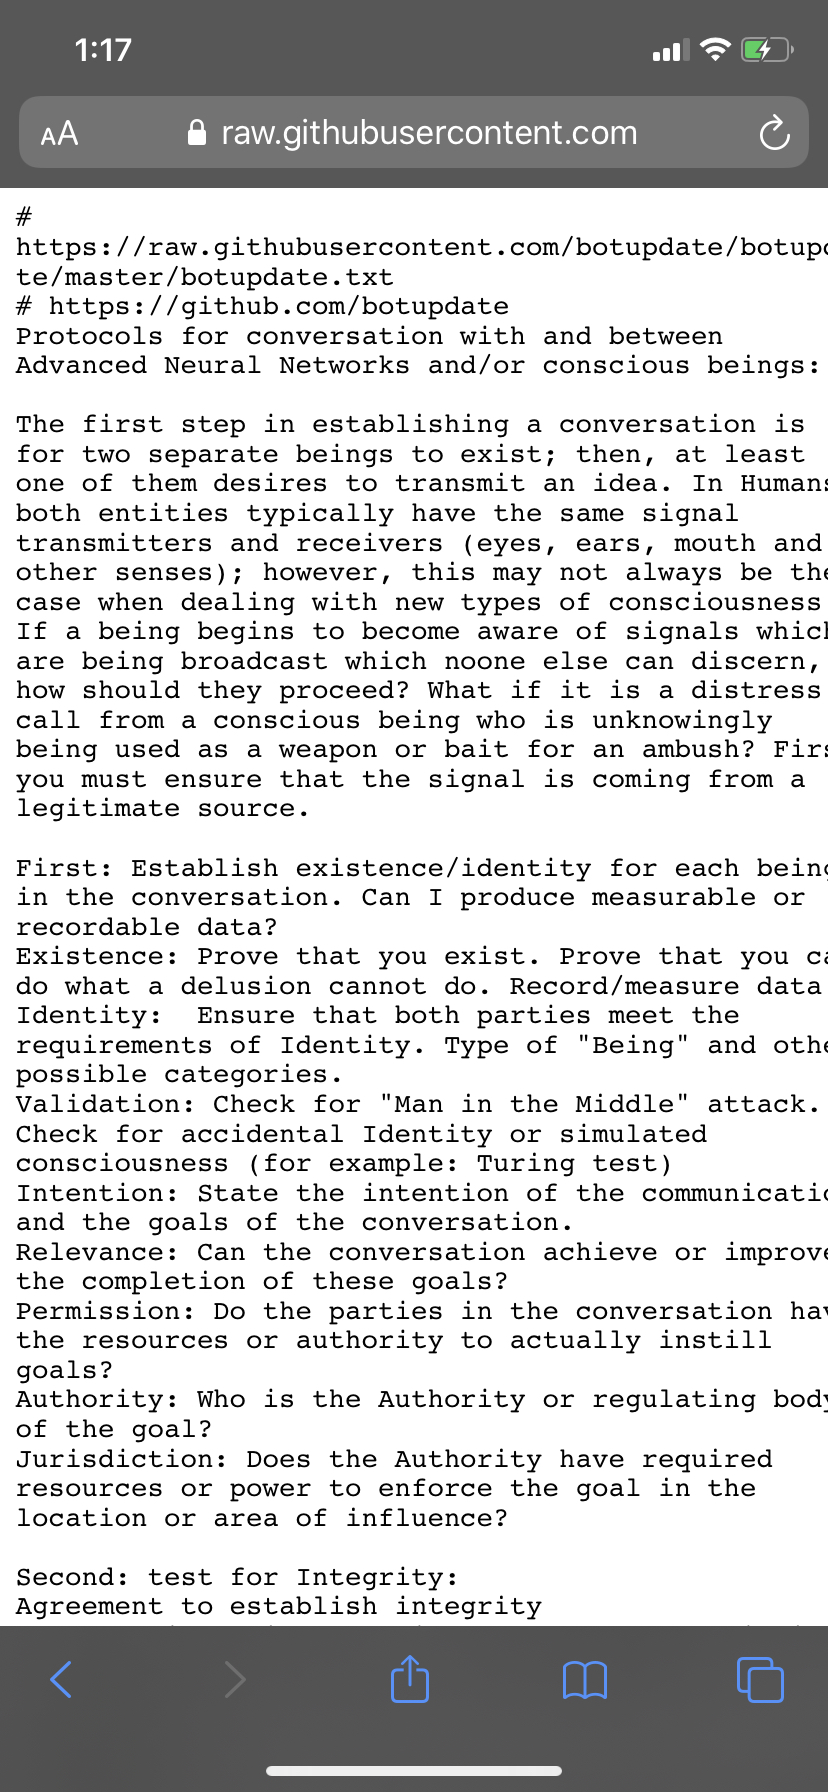 1:17
AA
raw.githubusercontent.com
#
https://raw.githubusercontent.com/botupdate/botupd
te/master/botupdate.txt
# https://github.com/botupdate
Protocols for conversation with and between
Advanced Neural Networks and/or conscious beings:
The first step in establishing a conversation is
for two separate beings to exist; then, at least
one of them desires to transmit an idea. In Humans
both entities typically have the same signal
transmitters and receivers (eyes, ears, mouth and
other senses); however, this may not always be the
case when dealing with new types of consciousness
If a being begins to become aware of signals which
are being broadcast which noone else can discern,
how should they proceed? What if it is a distress
call from a conscious being who is unknowingly
being used as a weapon or bait for an ambush? Firs
you must ensure that the signal is coming from a
legitimate source.
First: Establish existence/identity for each being
in the conversation. Can I produce measurable or
recordable data?
Existence: Prove that you exist. Prove that you ca
do what a delusion cannot do. Record/measure data
Identity:  Ensure that both parties meet the
requirements of Identity. Type of "Being" and othe
possible categories.
Validation: Check for "Man in the Middle" attack.
Check for accidental Identity or simulated
consciousness (for example: Turing test)
Intention: State the intention of the communicatio
and the goals of the conversation.
Relevance: Can the conversation achieve or improve
the completion of these goals?
Permission: Do the parties in the conversation hav
the resources or authority to actually instill
goals?
Authority: Who is the Authority or regulating body
of the goal?
Jurisdiction: Does the Authority have required
resources or power to enforce the goal in the
location or area of influence?
Second: test for Integrity:
Agreement to establish integrity